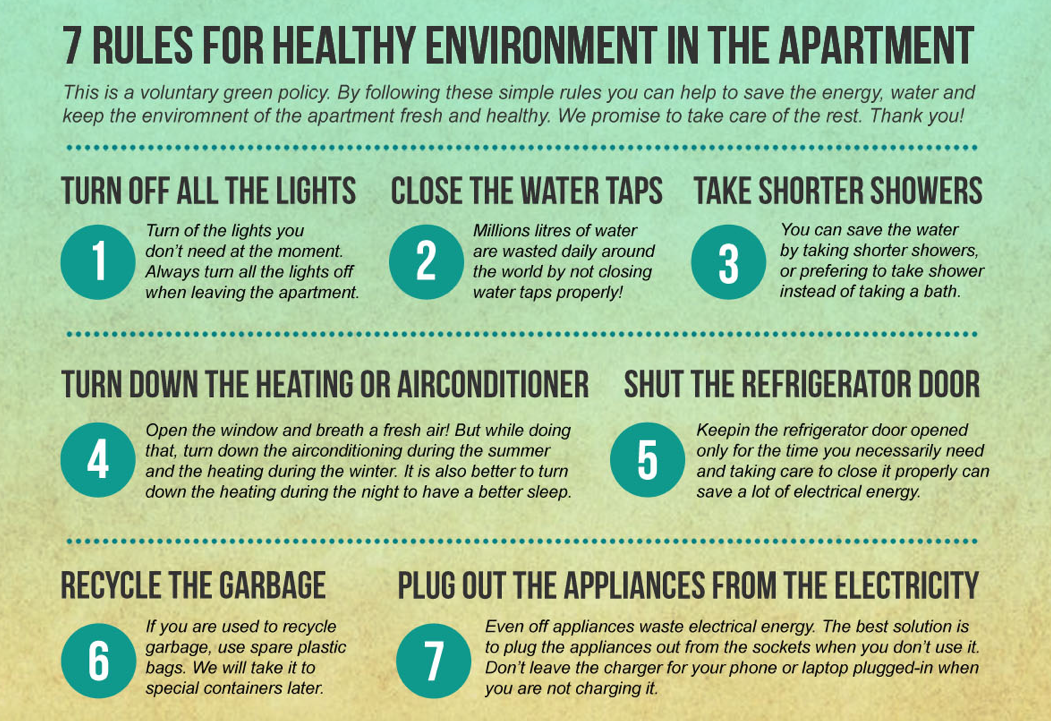 7 RULES FOR HEALTHY ENVIRONMENT IN THE APARTMENT
This is a voluntary green policy. By following these simple rules you can help to save the energy, water and
keep the enviromnent of the apartment fresh and healthy. We promise to take care of the rest. Thank you!
TURN OFF ALL THE LIGHTS
1
Turn of the lights you
don't need at the moment.
Always turn all the lights off
when leaving the apartment.
CLOSE THE WATER TAPS
2
Millions litres of water
are wasted daily around
the world by not closing
water taps properly!
TAKE SHORTER SHOWERS
3
You can save the water
by taking shorter showers,
or prefering to take shower
instead of taking a bath.
TURN DOWN THE HEATING OR AIRCONDITIONER
4
Open the window and breath a fresh air! But while doing
that, turn down the airconditioning during the summer
and the heating during the winter. It is also better to turn
down the heating during the night to have a better sleep.
SHUT THE REFRIGERATOR DOOR
5
Keepin the refrigerator door opened
only for the time you necessarily need
and taking care to close it properly can
save a lot of electrical energy.
RECYCLE THE GARBAGE
6
If you are used to recycle
garbage, use spare plastic
bags. We will take it to
special containers later.
PLUG OUT THE APPLIANCES FROM THE ELECTRICITY
7
Even off appliances waste electrical energy. The best solution is
to plug the appliances out from the sockets when you don't use it.
Don't leave the charger for your phone or laptop plugged-in when
you are not charging it.